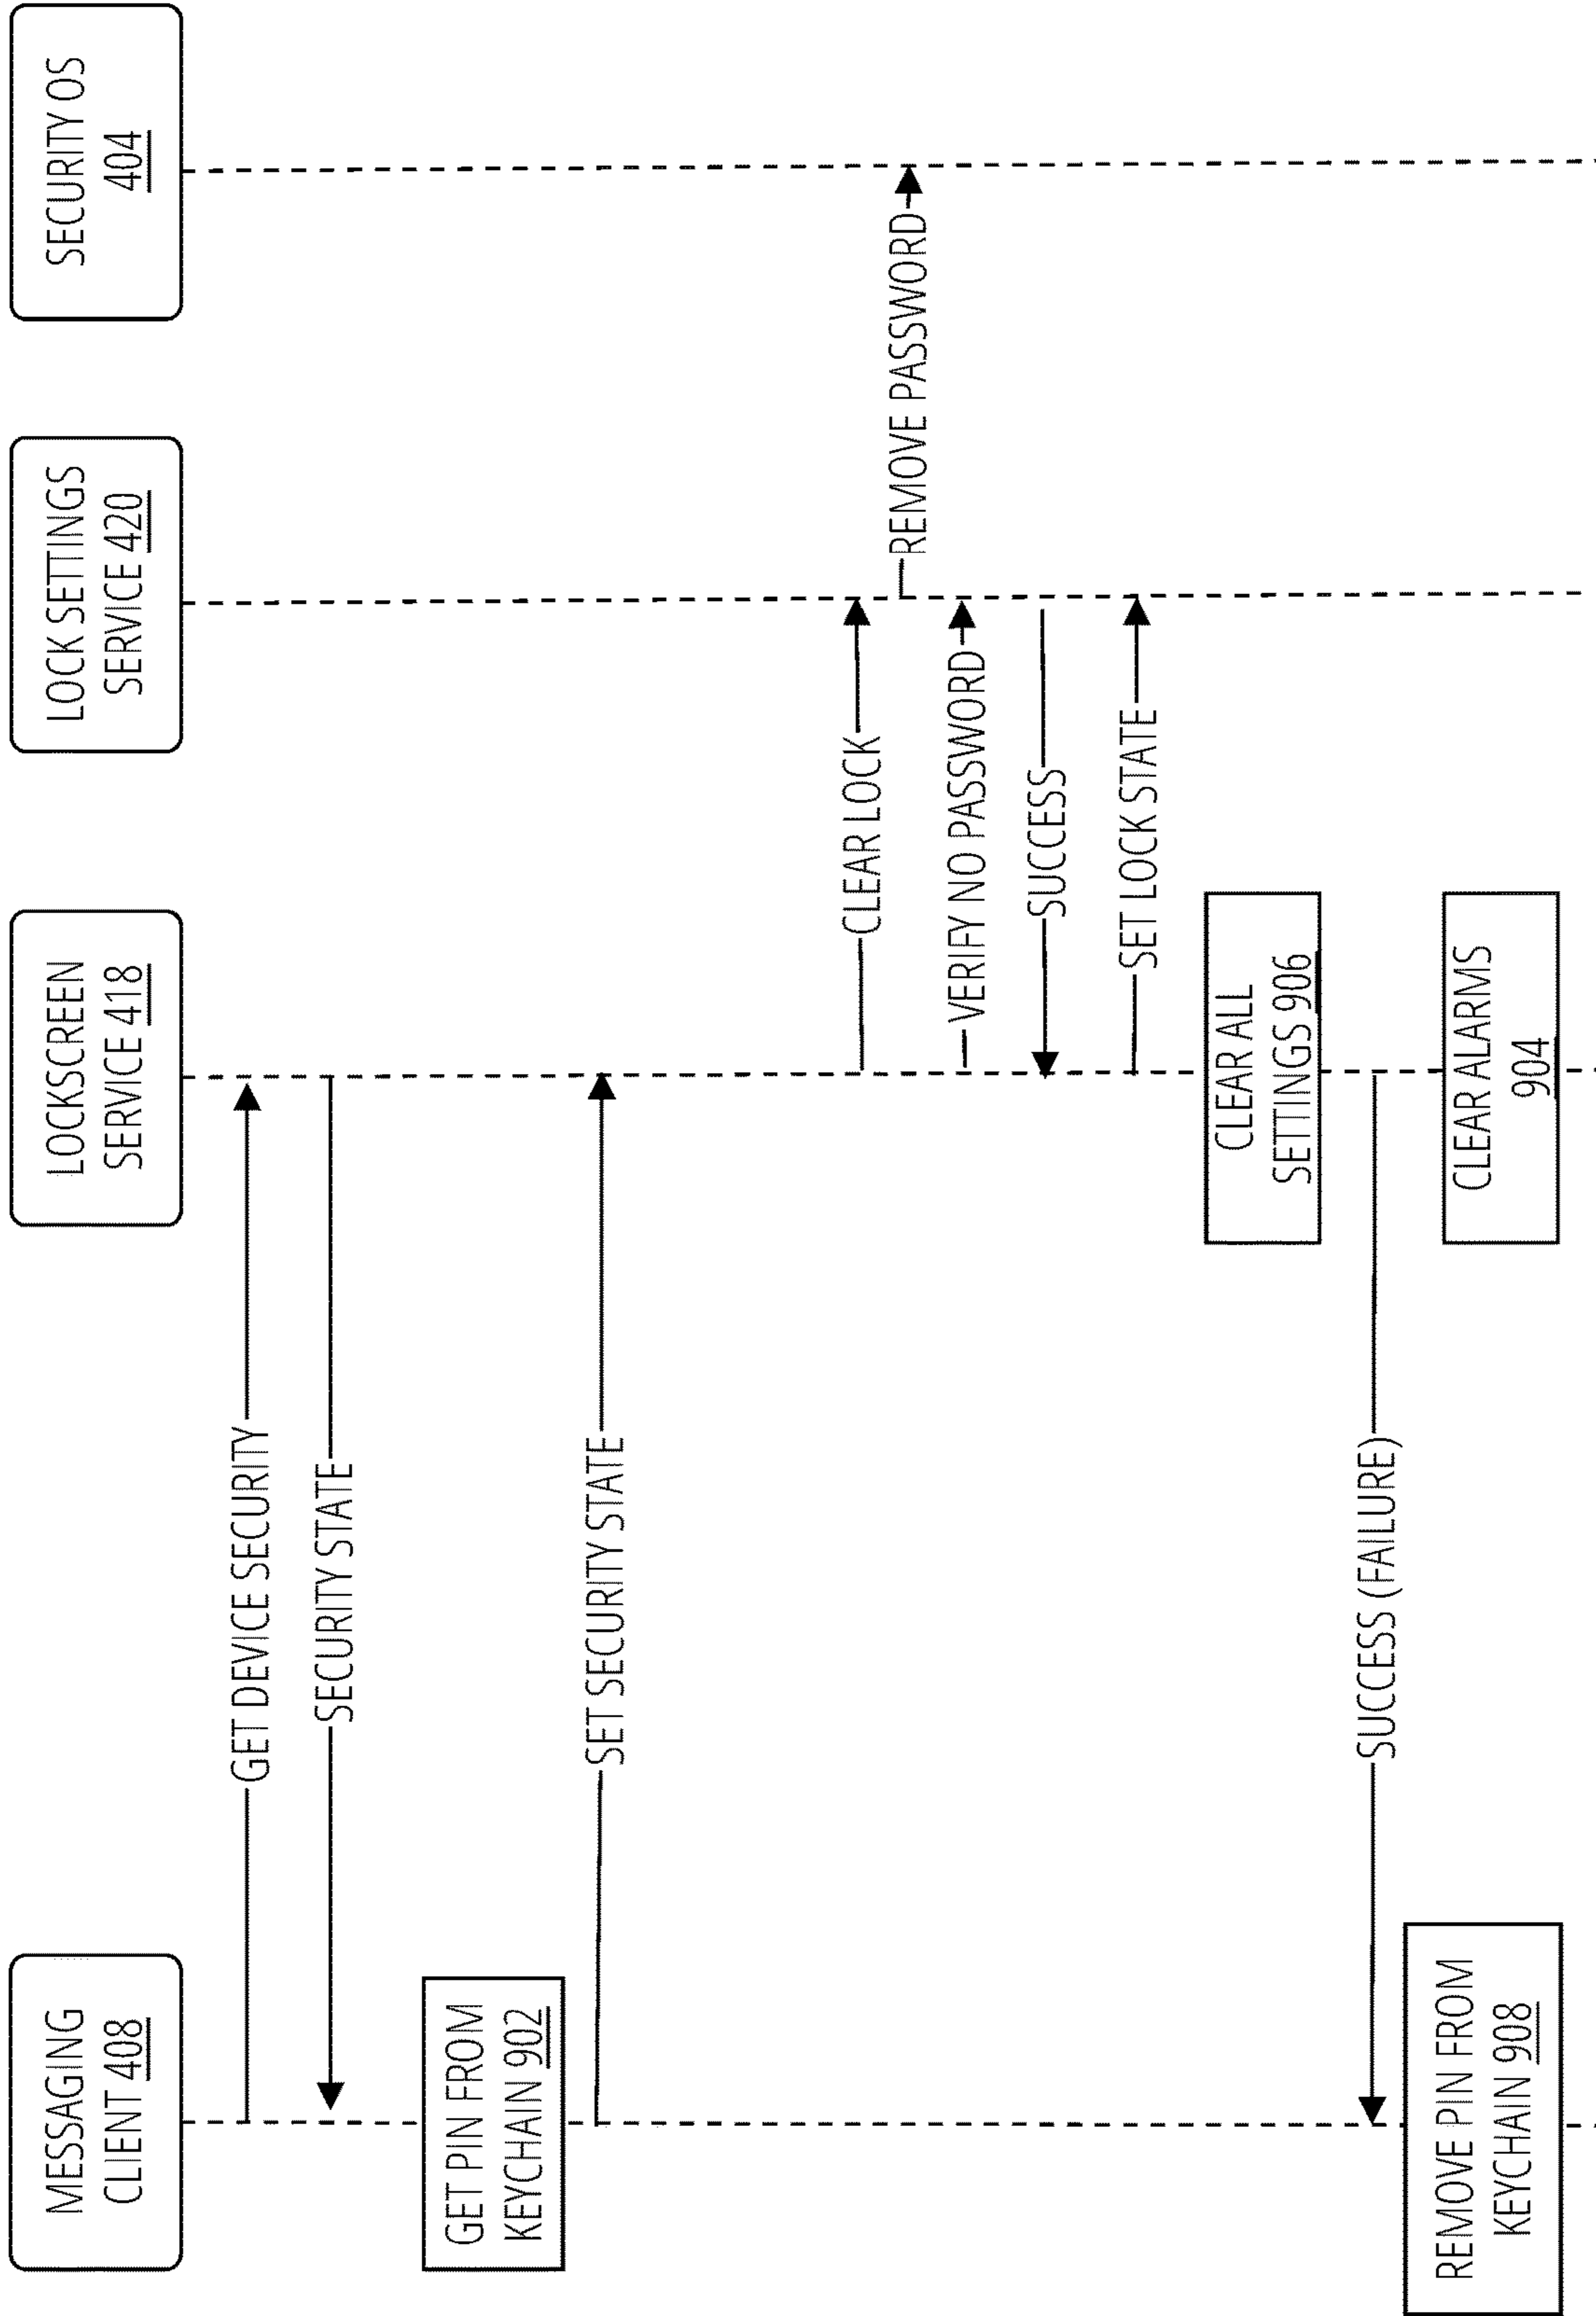 MESSAGING
CLIENT 408
LOCKSCREEN
SERVICE 418
LOCK SETTINGS
SERVICE 420
SECURITY OS
404
GET DEVICE SECURITY
SECURITY STATE
GET PIN FROM
KEYCHAIN 902
SET SECURITY STATE
CLEAR LOCK
REMOVE PASSWORD
VERIFY NO PASSWORD
SUCCESS
SET LOCK STATE
CLEAR ALL
SETTINGS 906
SUCCESS (FAILURE)
REMOVE PIN FROM
KEYCHAIN 908
CLEAR ALARMS
904